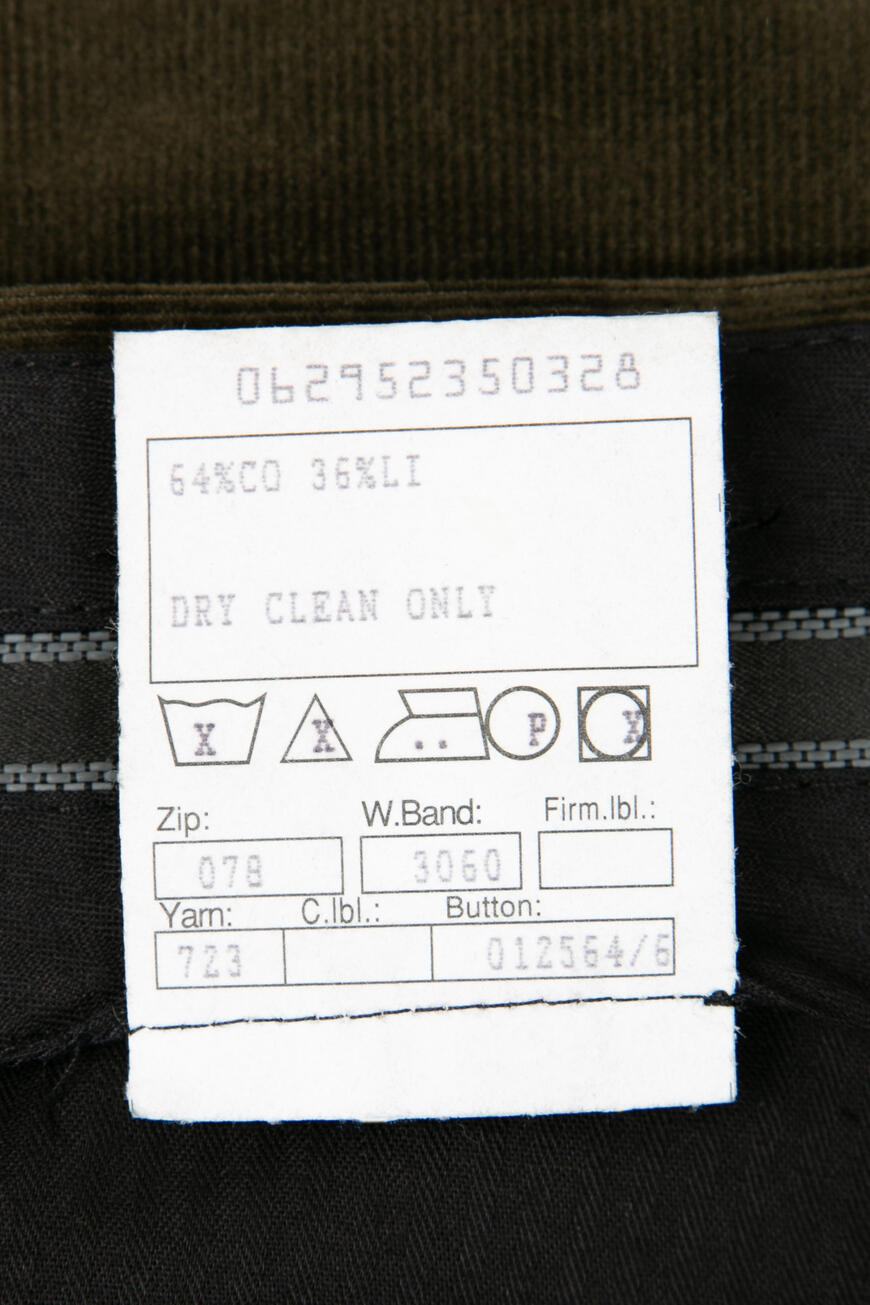 062952350328
64%CO 36%LI
DRY CLEAN ONLY
X X .. P X
Zip: W.Band: Firm.lbl.:
078 3060
Yarn: C.lbl.: Button:
723 012564/6